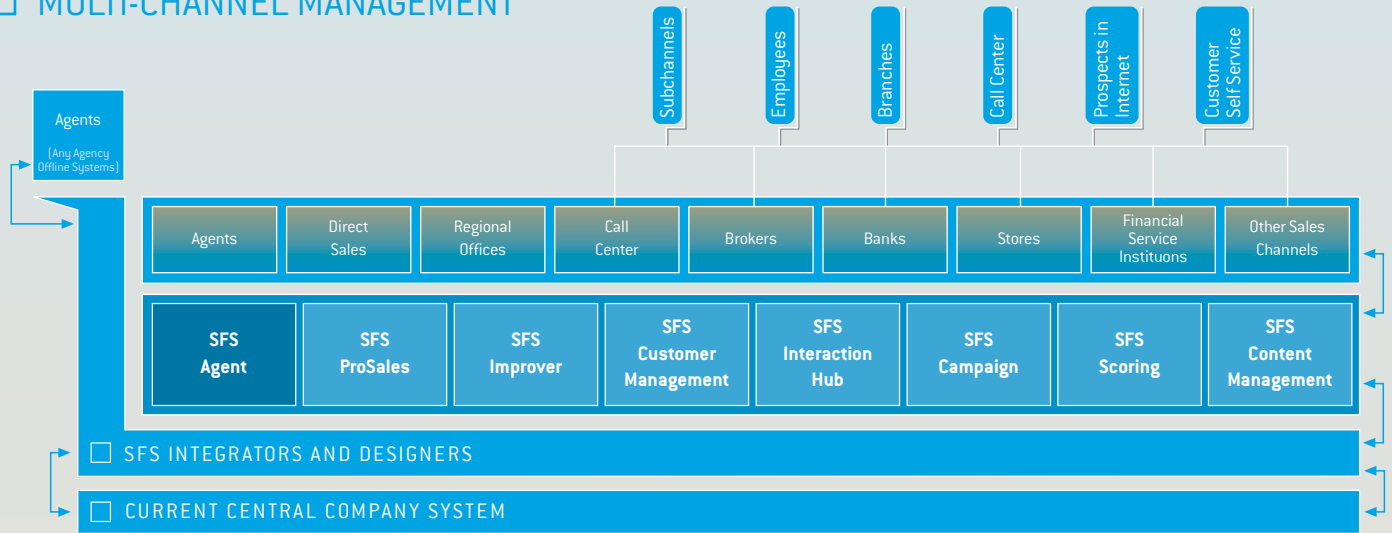 MULTI-CHANNEL MANAGEMENT
Subchannels
Employees
Branches
Call Center
Prospects in
Internet
Customer
Self Service
Agents
(Any Agency
Offline Systems)
Agents
Direct
Sales
Regional
Offices
Call
Center
Brokers
Banks
Stores
Financial
Service
Instituons
Other Sales
Channels
SFS
Agent
SFS
ProSales
SFS
Improver
SFS
Customer
Management
SFS
Interaction
Hub
SFS
Campaign
SFS
Scoring
SFS
Content
Management
SFS INTEGRATORS AND DESIGNERS
CURRENT CENTRAL COMPANY SYSTEM